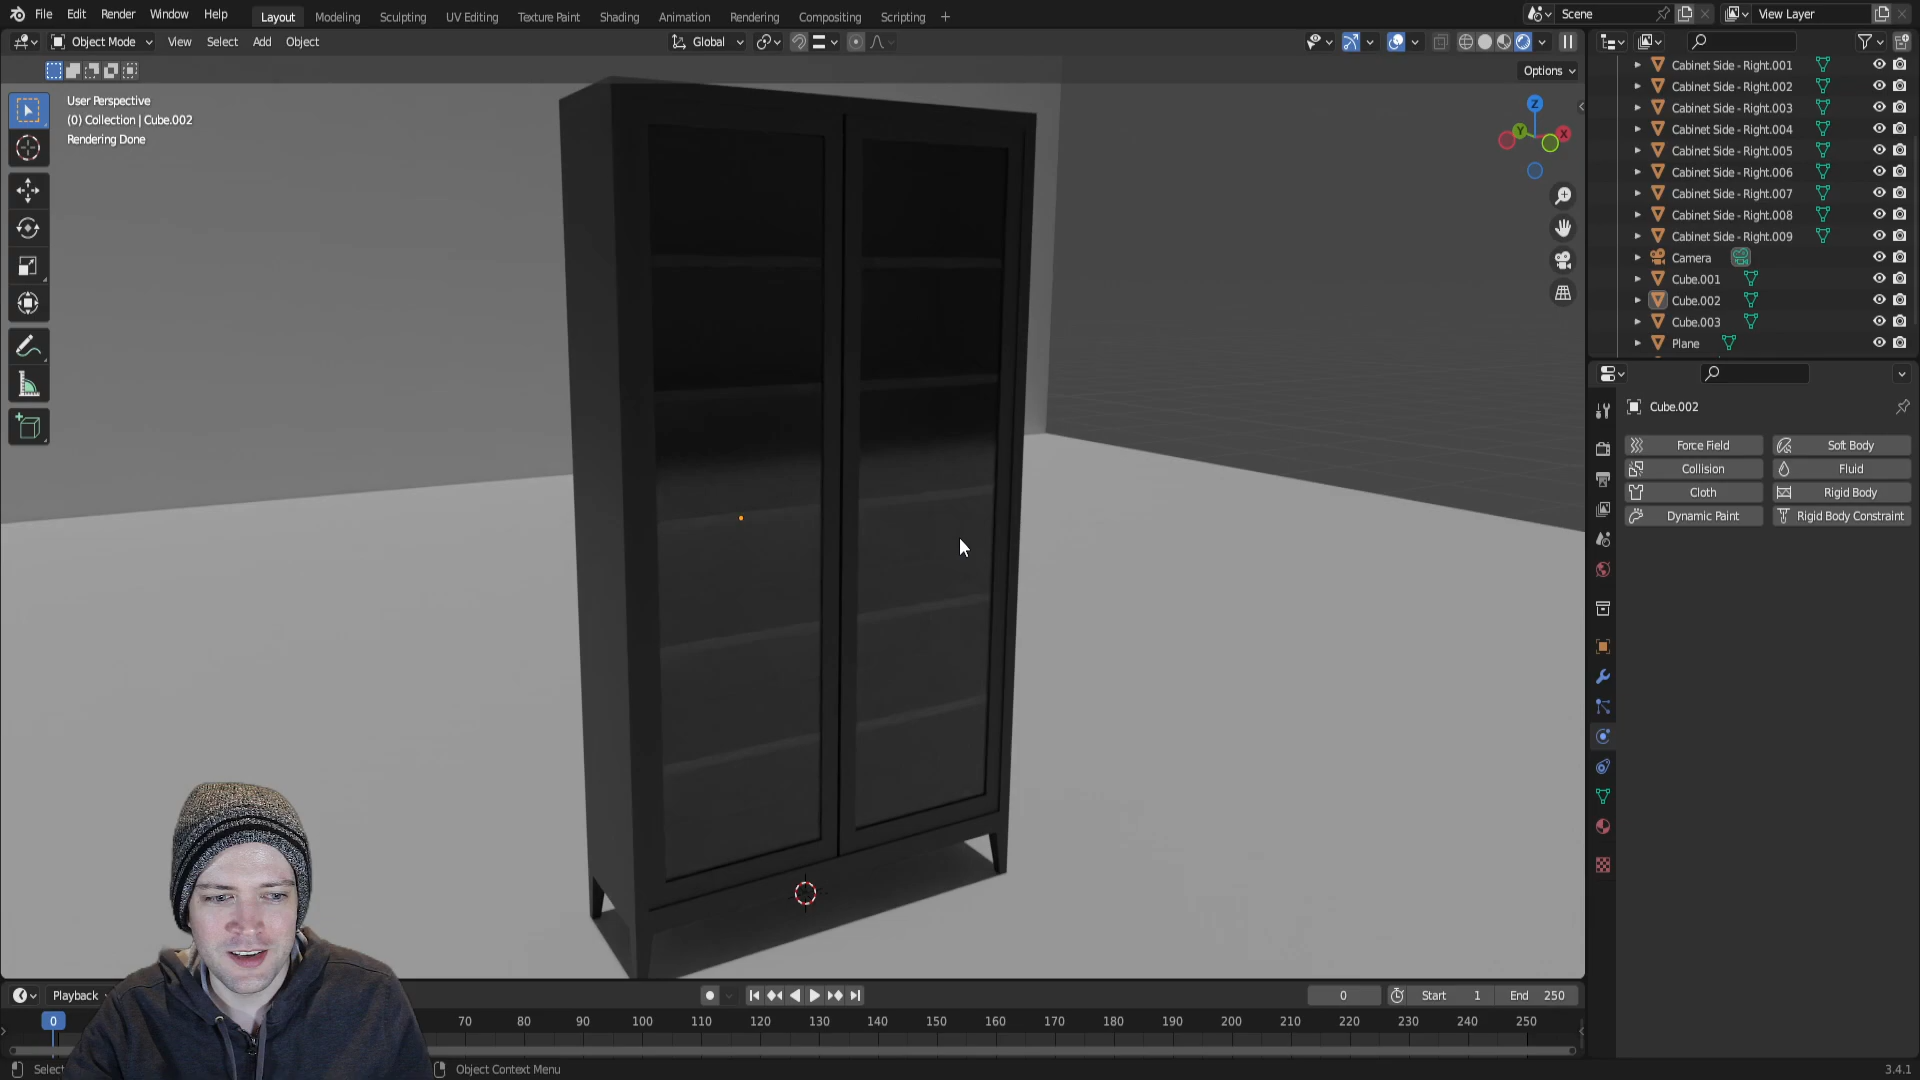 File Edit Render Window Help Layout Modeling Sculpting UV Editing Texture Paint Shading Animation Rendering Compositing Scripting + Scene View Layer
Object Mode View Select Add Object Global
Options
User Perspective
(0) Collection | Cube.002
Rendering Done
Z
Y
X
Cabinet Side - Right.001
Cabinet Side - Right.002
Cabinet Side - Right.003
Cabinet Side - Right.004
Cabinet Side - Right.005
Cabinet Side - Right.006
Cabinet Side - Right.007
Cabinet Side - Right.008
Cabinet Side - Right.009
Camera
Cube.001
Cube.002
Cube.003
Plane
Cube.002
Force Field Soft Body
Collision Fluid
Cloth Rigid Body
Dynamic Paint Rigid Body Constraint
Playback 0 Start 1 End 250
0 70 80 90 100 110 120 130 140 150 160 170 180 190 200 210 220 230 240 250
Select Object Context Menu 3.4.1